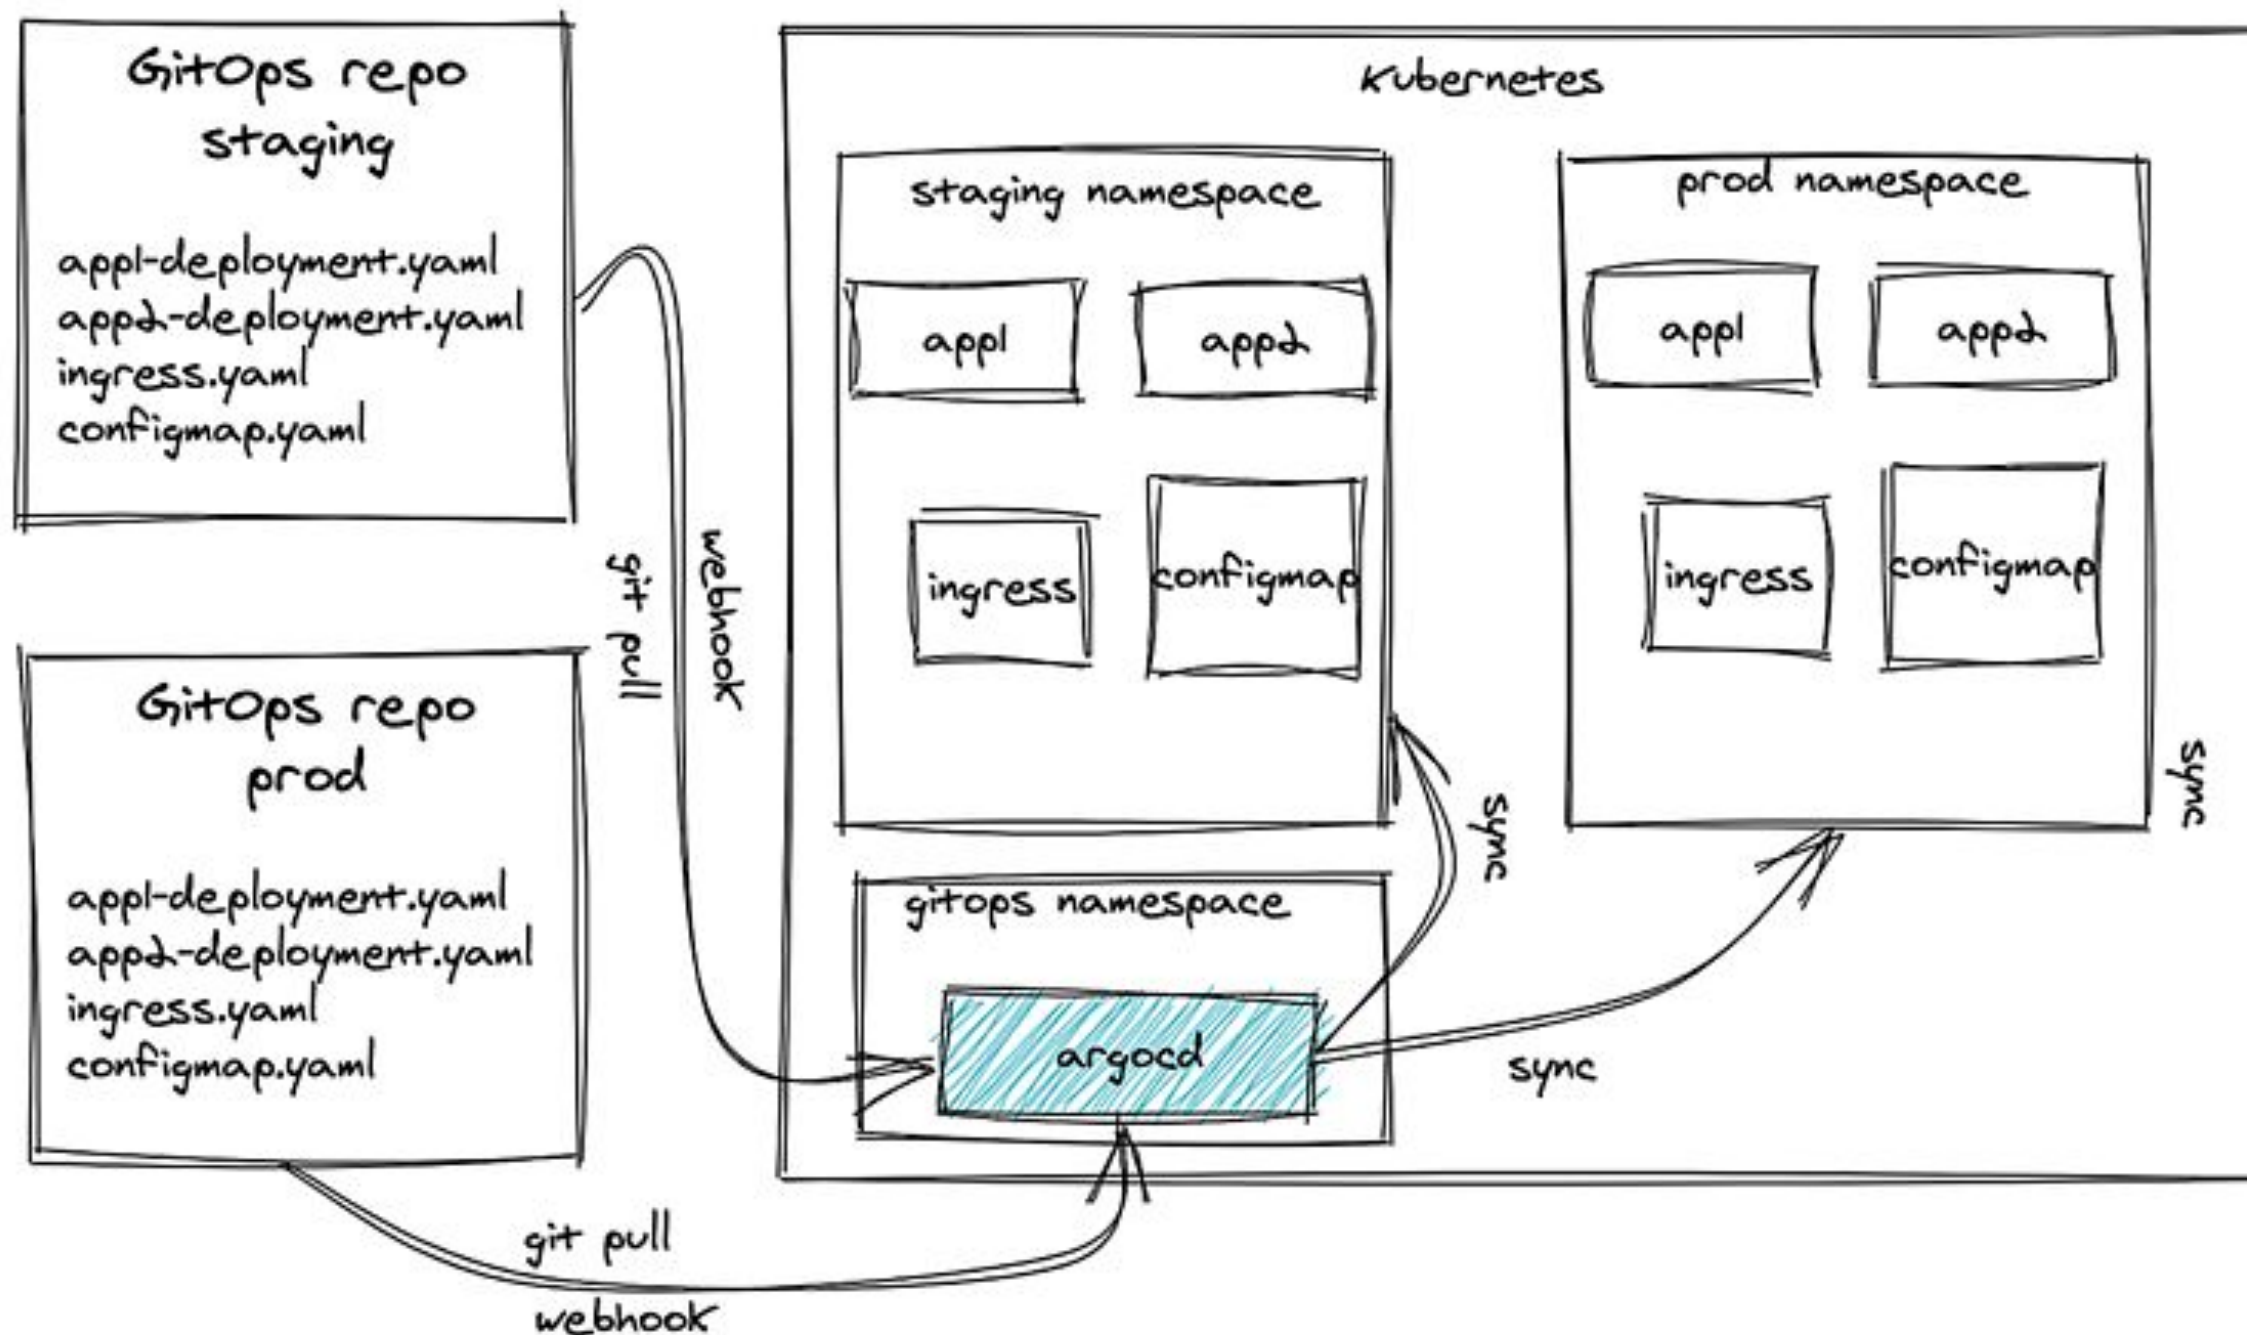 GitOps repo
staging
app1-deployment.yaml
app2-deployment.yaml
ingress.yaml
configmap.yaml
GitOps repo
prod
app1-deployment.yaml
app2-deployment.yaml
ingress.yaml
configmap.yaml
git pull
webhook
git pull
webhook
Kubernetes
staging namespace
app1
app2
ingress
configmap
prod namespace
app1
app2
ingress
configmap
sync
sync
gitops namespace
argocd
sync